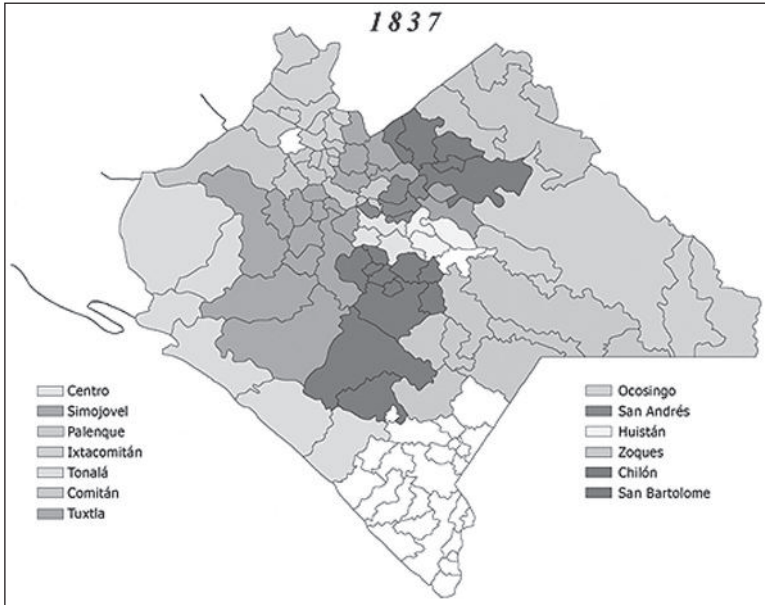 1837
Centro
Simojovel
Palenque
Ixtacomitán
Tonalá
Comitán
Tuxtla
Ocosingo
San Andrés
Huistán
Zoques
Chilón
San Bartolome